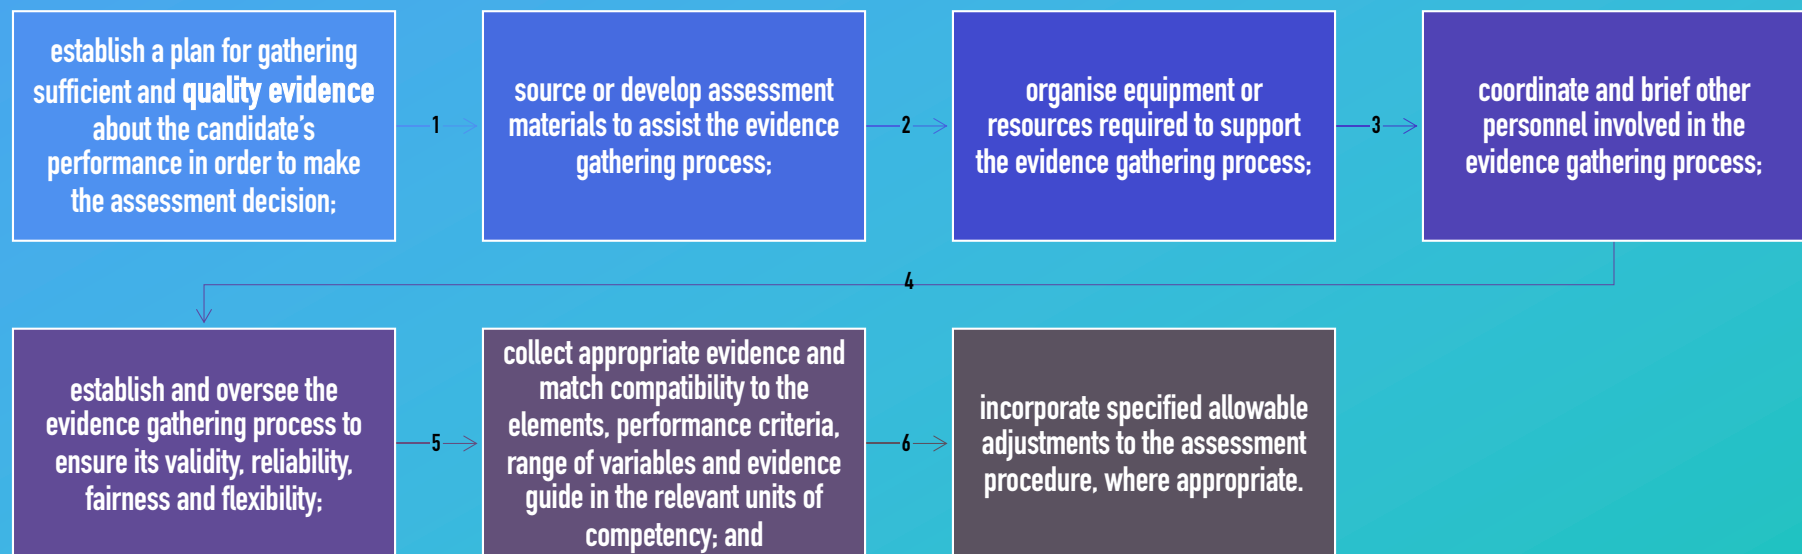 establish a plan for gathering
sufficient and quality evidence
about the candidate's
performance in order to make
the assessment decision;
1
source or develop assessment
materials to assist the evidence
gathering process;
2
organise equipment or
resources required to support
the evidence gathering process;
3
coordinate and brief other
personnel involved in the
evidence gathering process;
4
establish and oversee the
evidence gathering process to
ensure its validity, reliability,
fairness and flexibility;
5
collect appropriate evidence and
match compatibility to the
elements, performance criteria,
range of variables and evidence
guide in the relevant units of
competency; and
6
incorporate specified allowable
adjustments to the assessment
procedure, where appropriate.